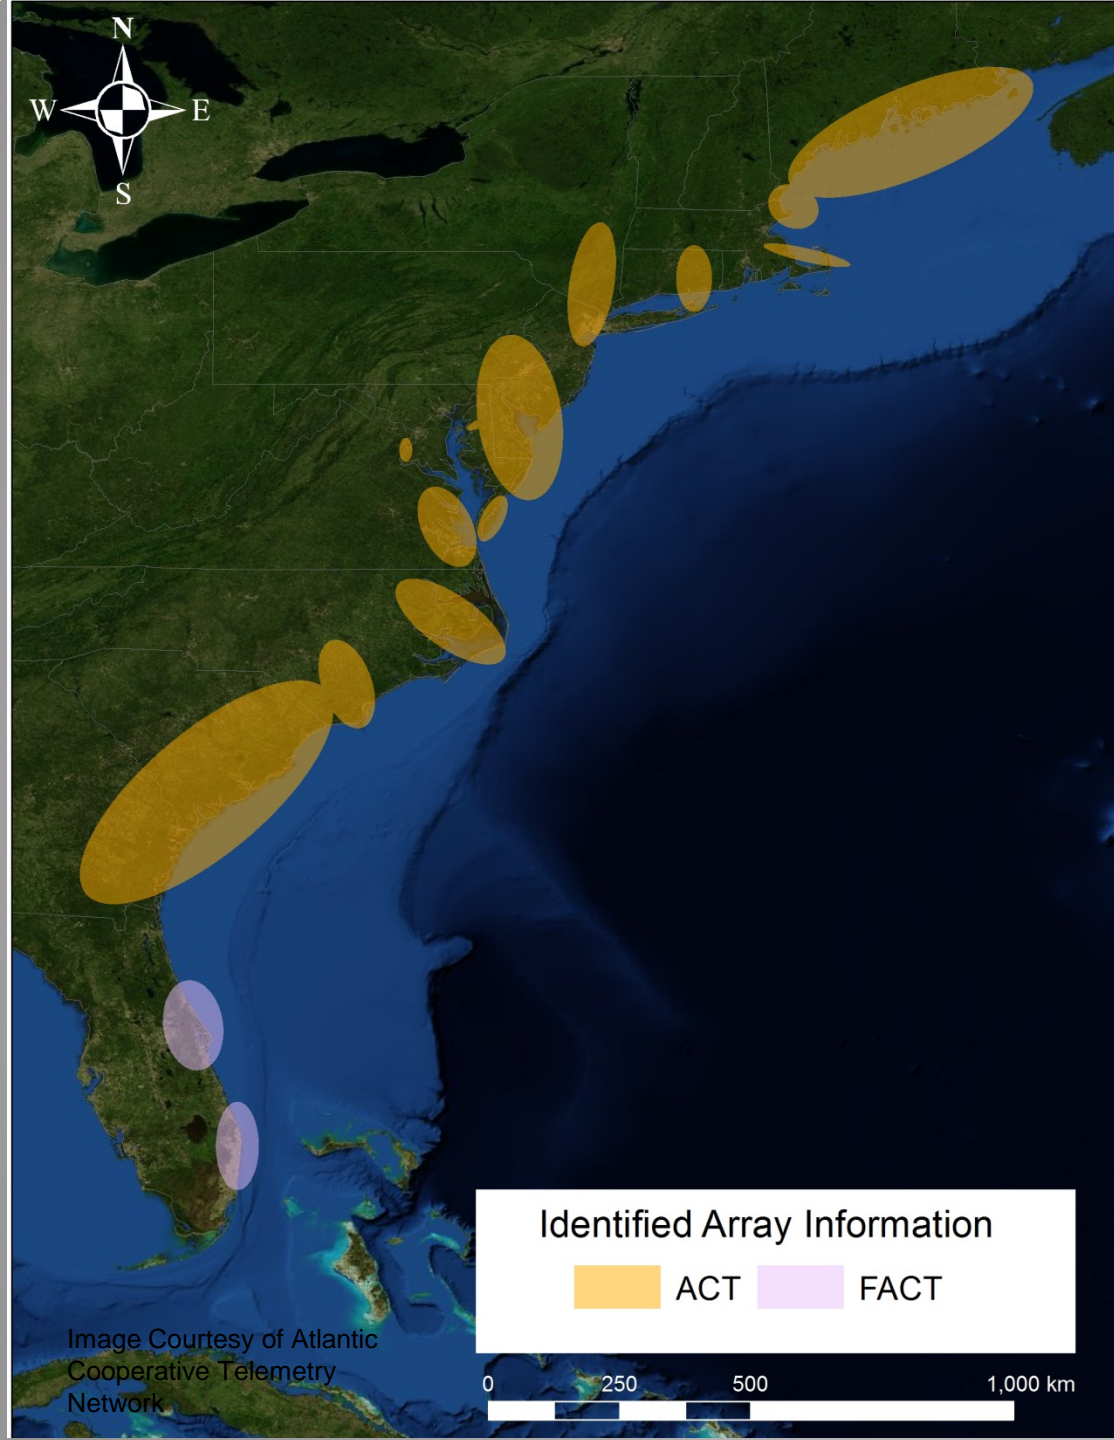 N
W E
S
Identified Array Information
ACT FACT
Image Courtesy of Atlantic
Cooperative Telemetry
Network
0 250 500 1,000 km